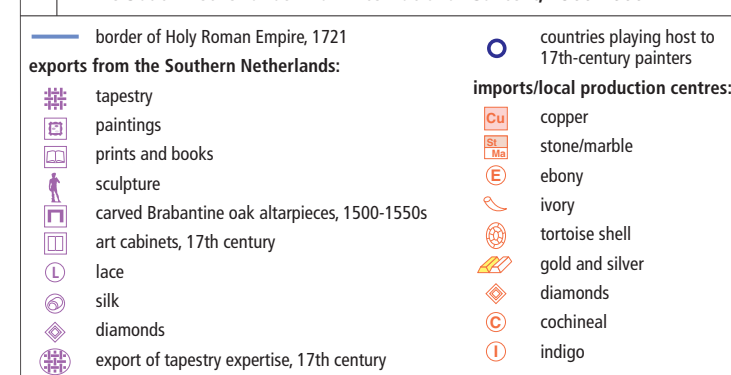 border of Holy Roman Empire, 1721
exports from the Southern Netherlands:
tapestry
paintings
prints and books
sculpture
carved Brabantine oak altarpieces, 1500-1550s
art cabinets, 17th century
L lace
silk
diamonds
export of tapestry expertise, 17th century
countries playing host to
17th-century painters
imports/local production centres:
Cu copper
St Ma stone/marble
E ebony
ivory
tortoise shell
gold and silver
diamonds
C cochineal
I indigo